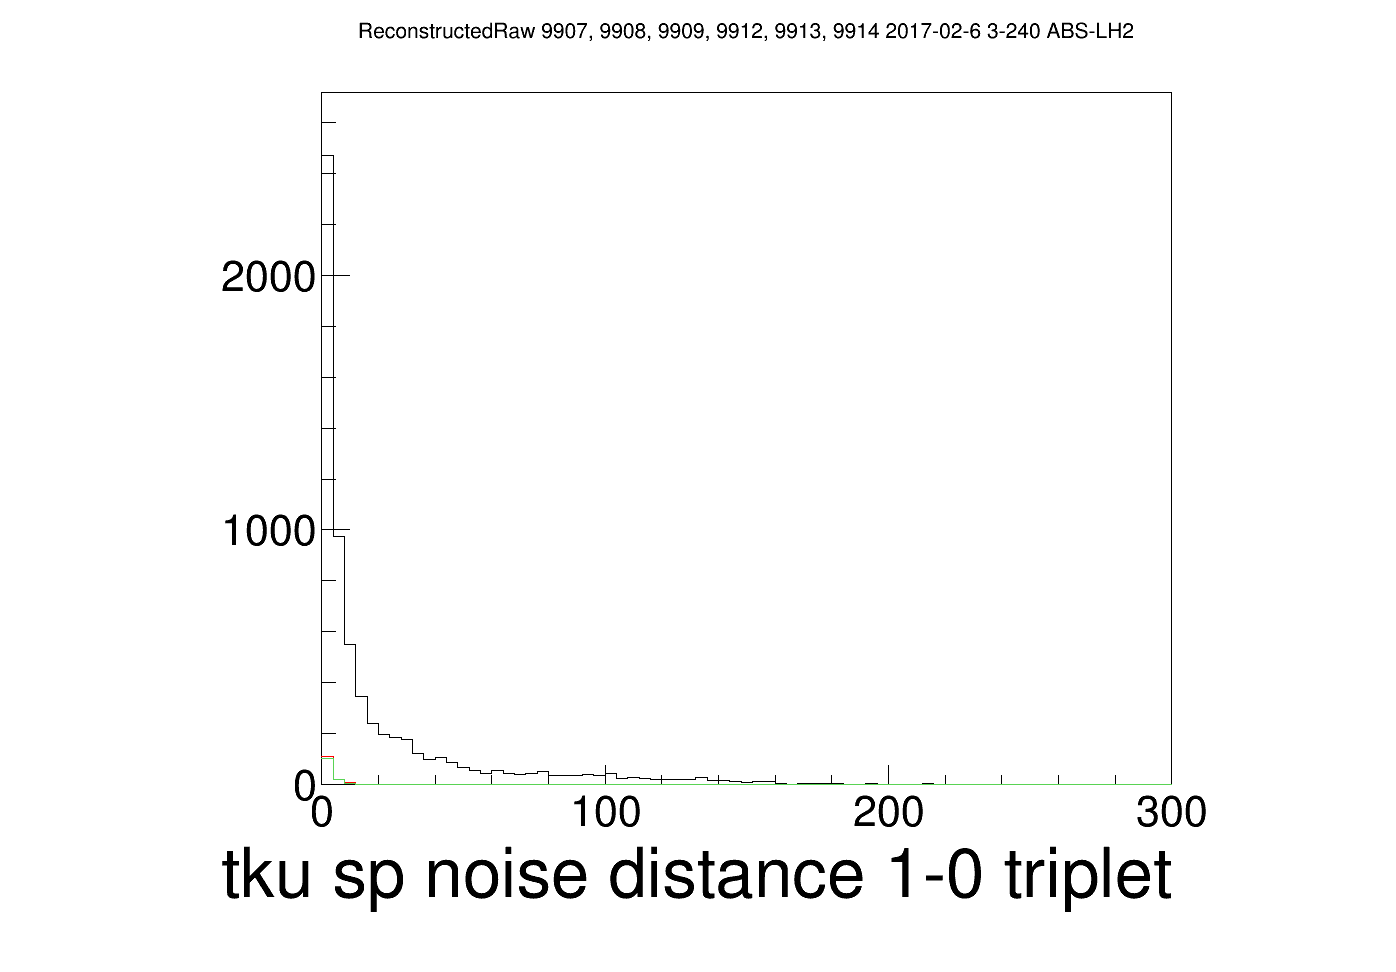 ReconstructedRaw 9907, 9908, 9909, 9912, 9913, 9914 2017-02-6 3-240 ABS-LH2
2000
1000
0
0 100 200 300
tku sp noise distance 1-0 triplet